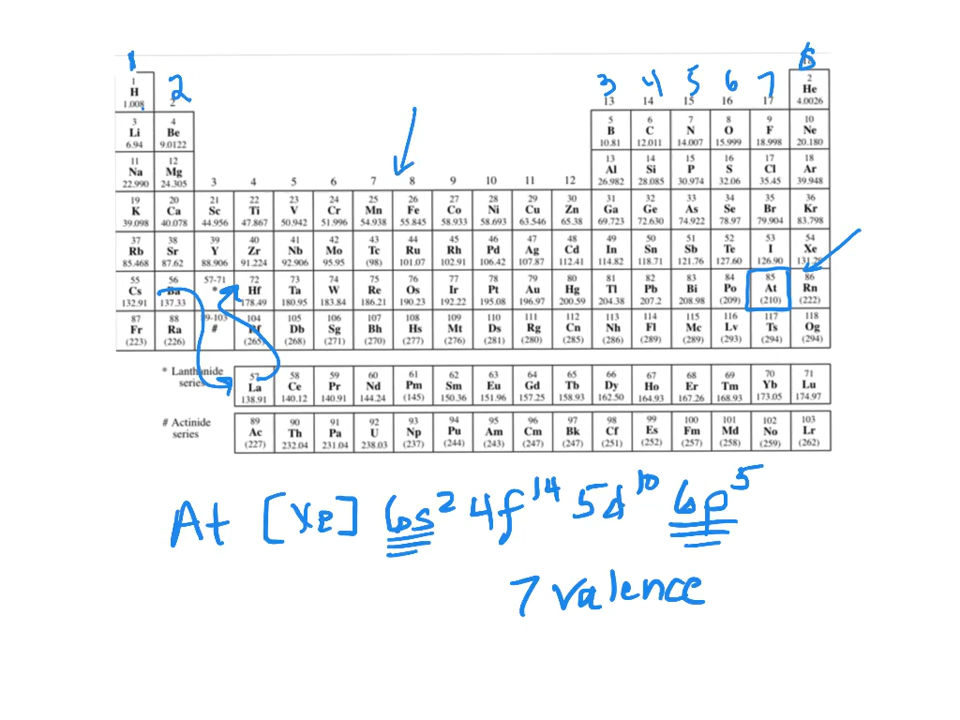 1 18 8
1 2 2 3 4 5 6 7 2
H 13 14 15 16 17 He
1.008 2 4.0026
3 4 5 6 7 8 9 10
Li Be B C N O F Ne
6.94 9.0122 10.81 12.011 14.007 15.999 18.998 20.180
11 12 13 14 15 16 17 18
Na Mg Al Si P S Cl Ar
22.990 24.305 3 4 5 6 7 8 9 10 11 12 26.982 28.085 30.974 32.06 35.45 39.948
19 20 21 22 23 24 25 26 27 28 29 30 31 32 33 34 35 36
K Ca Sc Ti V Cr Mn Fe Co Ni Cu Zn Ga Ge As Se Br Kr
39.098 40.078 44.956 47.867 50.942 51.996 54.938 55.845 58.933 58.693 63.546 65.38 69.723 72.630 74.922 78.97 79.904 83.798
37 38 39 40 41 42 43 44 45 46 47 48 49 50 51 52 53 54
Rb Sr Y Zr Nb Mo Tc Ru Rh Pd Ag Cd In Sn Sb Te I Xe
85.468 87.62 88.906 91.224 92.906 95.95 (98) 101.07 102.91 106.42 107.87 112.41 114.82 118.71 121.76 127.60 126.90
55 56 57-71 72 73 74 75 76 77 78 79 80 81 82 83 84 85 86
Cs Ba * Hf Ta W Re Os Ir Pt Au Hg Tl Pb Bi Po At Rn
132.91 137.33 178.49 180.95 183.84 186.21 190.23 192.22 195.08 196.97 200.59 204.38 207.2 208.98 (209) (210) (222)
87 88 104 105 106 107 108 109 110 111 112 113 114 115 116 117 118
Fr Ra # Rf Db Sg Bh Hs Mt Ds Rg Cn Nh Fl Mc Lv Ts Og
(223) (226) (265) (268) (271) (270) (277) (276) (281) (280) (285) (286) (289) (289) (293) (294) (294)
* Lanthanide 57 58 59 60 61 62 63 64 65 66 67 68 69 70 71
series La Ce Pr Nd Pm Sm Eu Gd Tb Dy Ho Er Tm Yb Lu
138.91 140.12 140.91 144.24 (145) 150.36 151.96 157.25 158.93 162.50 164.93 167.26 168.93 173.05 174.97
# Actinide 89 90 91 92 93 94 95 96 97 98 99 100 101 102 103
series Ac Th Pa U Np Pu Am Cm Bk Cf Es Fm Md No Lr
(227) 232.04 231.04 238.03 (237) (244) (243) (247) (247) (251) (252) (257) (258) (259) (262)
At [Xe] 6s² 4f¹⁴ 5d¹⁰ 6p⁵
7 valence